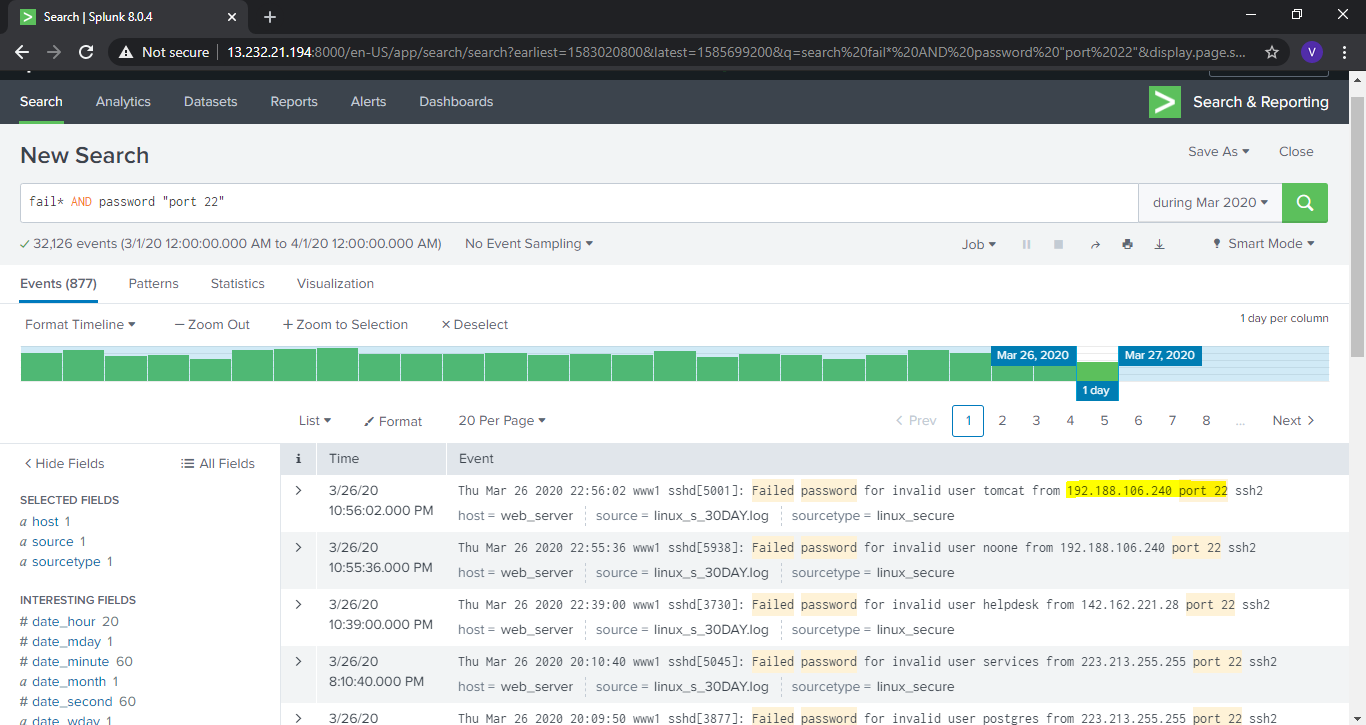 Search | Splunk 8.0.4
Not secure 13.232.21.194:8000/en-US/app/search/search?earliest=1583020800&latest=1585699200&q=search%20fail*%20AND%20password%20"port%2022"&display.page.s... V
Search Analytics Datasets Reports Alerts Dashboards Search & Reporting
New Search Save As Close
fail* AND password "port 22" during Mar 2020
32,126 events (3/1/20 12:00:00.000 AM to 4/1/20 12:00:00.000 AM) No Event Sampling Job Smart Mode
Events (877) Patterns Statistics Visualization
Format Timeline — Zoom Out + Zoom to Selection × Deselect 1 day per column
Mar 26, 2020 Mar 27, 2020
1 day
List Format 20 Per Page < Prev 1 2 3 4 5 6 7 8 ... Next >
< Hide Fields All Fields i Time Event
SELECTED FIELDS
a host 1
a source 1
a sourcetype 1
INTERESTING FIELDS
# date_hour 20
# date_mday 1
# date_minute 60
a date_month 1
# date_second 60
a date_wday 1
> 3/26/20 Thu Mar 26 2020 22:56:02 www1 sshd[5001]: Failed password for invalid user tomcat from 192.188.106.240 port 22 ssh2
10:56:02.000 PM host = web_server source = linux_s_30DAY.log sourcetype = linux_secure
> 3/26/20 Thu Mar 26 2020 22:55:36 www1 sshd[5938]: Failed password for invalid user noone from 192.188.106.240 port 22 ssh2
10:55:36.000 PM host = web_server source = linux_s_30DAY.log sourcetype = linux_secure
> 3/26/20 Thu Mar 26 2020 22:39:00 www1 sshd[3730]: Failed password for invalid user helpdesk from 142.162.221.28 port 22 ssh2
10:39:00.000 PM host = web_server source = linux_s_30DAY.log sourcetype = linux_secure
> 3/26/20 Thu Mar 26 2020 20:10:40 www1 sshd[5045]: Failed password for invalid user services from 223.213.255.255 port 22 ssh2
8:10:40.000 PM host = web_server source = linux_s_30DAY.log sourcetype = linux_secure
> 3/26/20 Thu Mar 26 2020 20:09:50 www1 sshd[3877]: Failed password for invalid user postgres from 223.213.255.255 port 22 ssh2